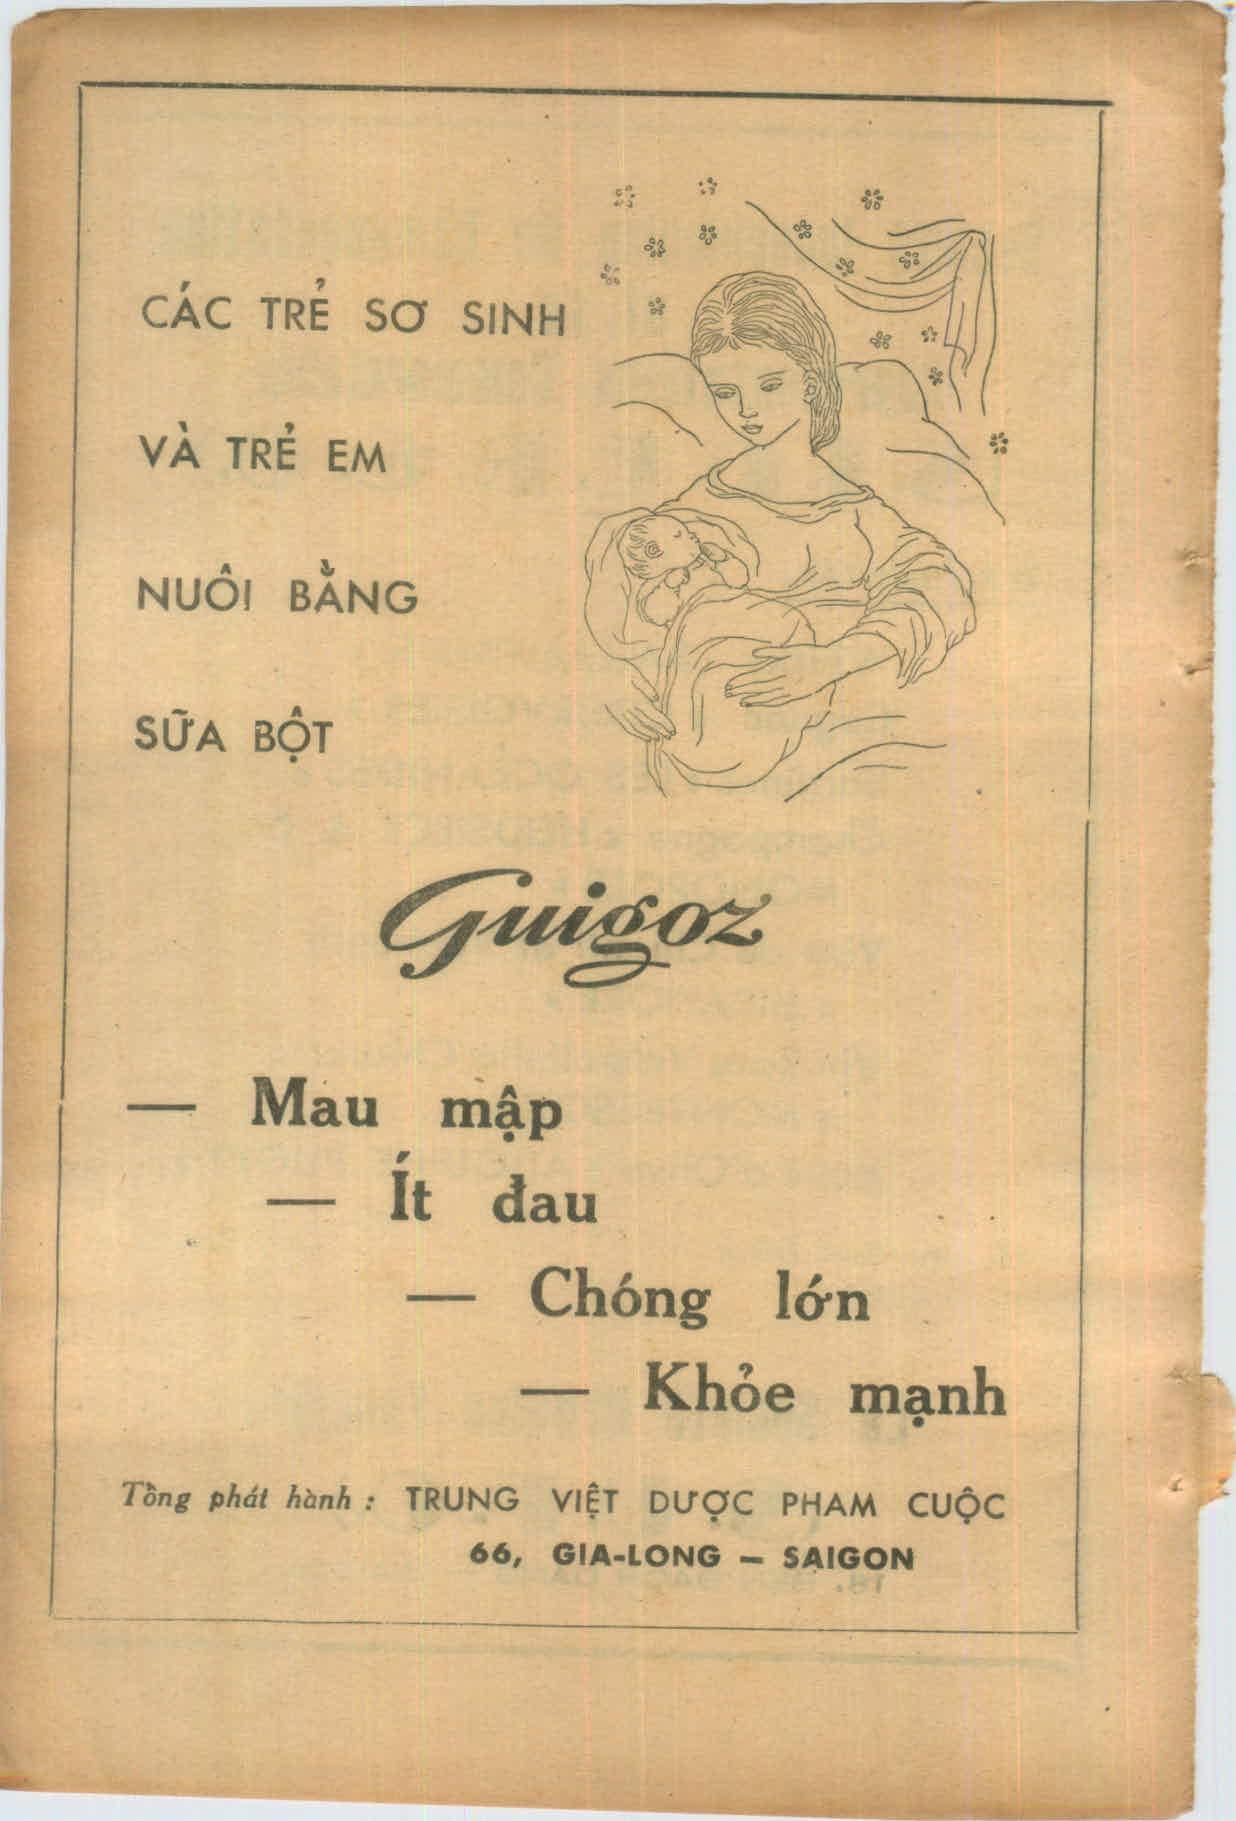 CÁC TRẺ SƠ SINH
VÀ TRẺ EM
NUÔI BẰNG
SỮA BỘT
Guigoz
— Mau mập
— Ít đau
— Chóng lớn
— Khỏe mạnh
Tổng phát hành : TRUNG VIỆT DƯỢC PHAM CUỘC
66, GIA-LONG — SAIGON